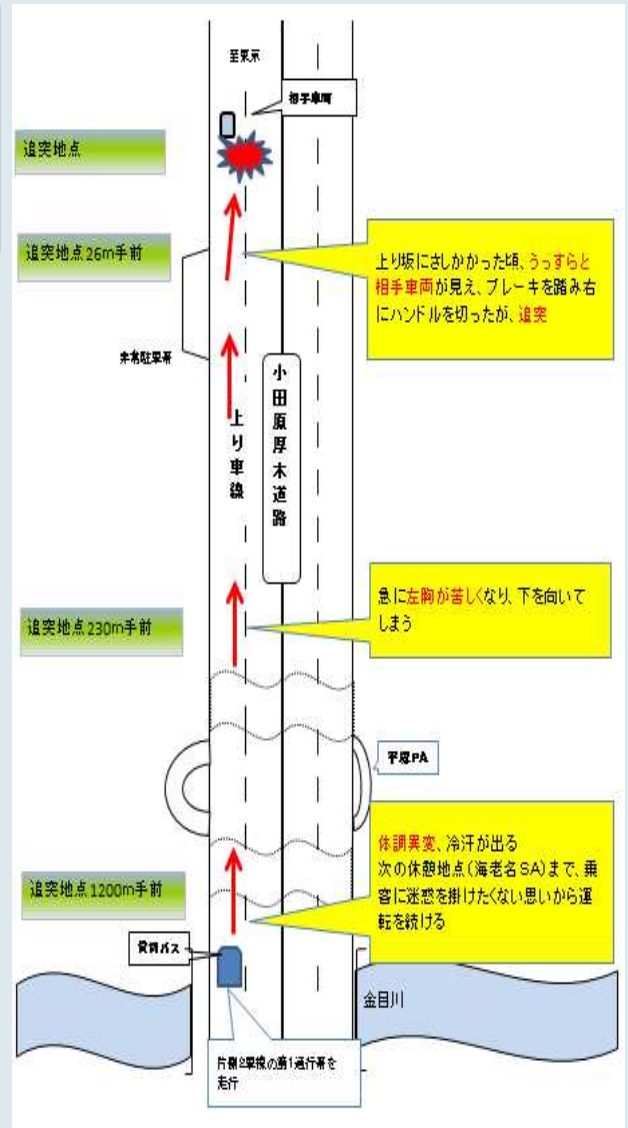 至東京
相手車両
追突地点
追突地点26m手前
上り坂にさしかかった頃、うっすらと
相手車両が見え、ブレーキを踏み右
にハンドルを切ったが、追突
非常駐車帯
小田原厚木道路
上り車線
急に左胸が苦しくなり、下を向いて
しまう
追突地点230m手前
平塚PA
体調異変、冷汗が出る
次の休憩地点(海老名SA)まで、乗
客に迷惑を掛けたくない思いから運
転を続ける
追突地点1200m手前
貸切バス
金目川
片側2車線の第1通行帯を
走行